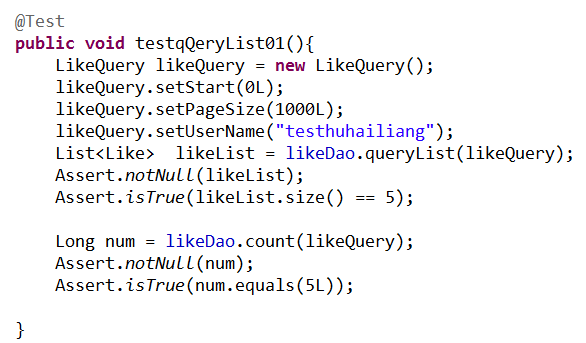 @Test
public void testqQeryList01(){
    LikeQuery likeQuery = new LikeQuery();
    likeQuery.setStart(0L);
    likeQuery.setPageSize(1000L);
    likeQuery.setUserName("testhuhailiang");
    List<Like>  likeList = likeDao.queryList(likeQuery);
    Assert.notNull(likeList);
    Assert.isTrue(likeList.size() == 5);

    Long num = likeDao.count(likeQuery);
    Assert.notNull(num);
    Assert.isTrue(num.equals(5L));

}